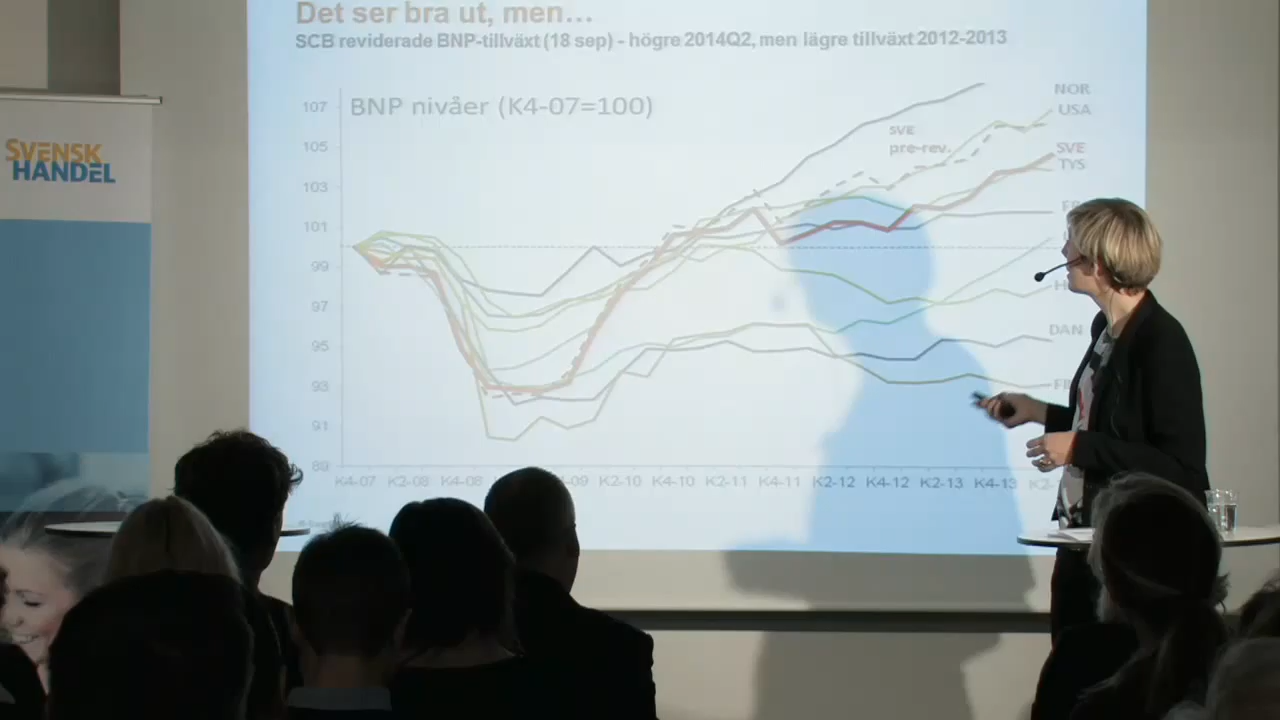 Det ser bra ut, men...
SCB reviderade BNP-tillväxt (18 sep) - högre 2014Q2, men lägre tillväxt 2012-2013
SVENSK
HANDEL
BNP nivåer (K4-07=100)
107
105
103
101
99
97
95
93
91
89
NOR
USA
SVE
pre-rev.
SVE
TYS
DAN
K4-07 K2-08 K4-08 -09 K2-10 K4-10 K2-11 K4-11 K2-12 K4-12 K2-13 K4-13